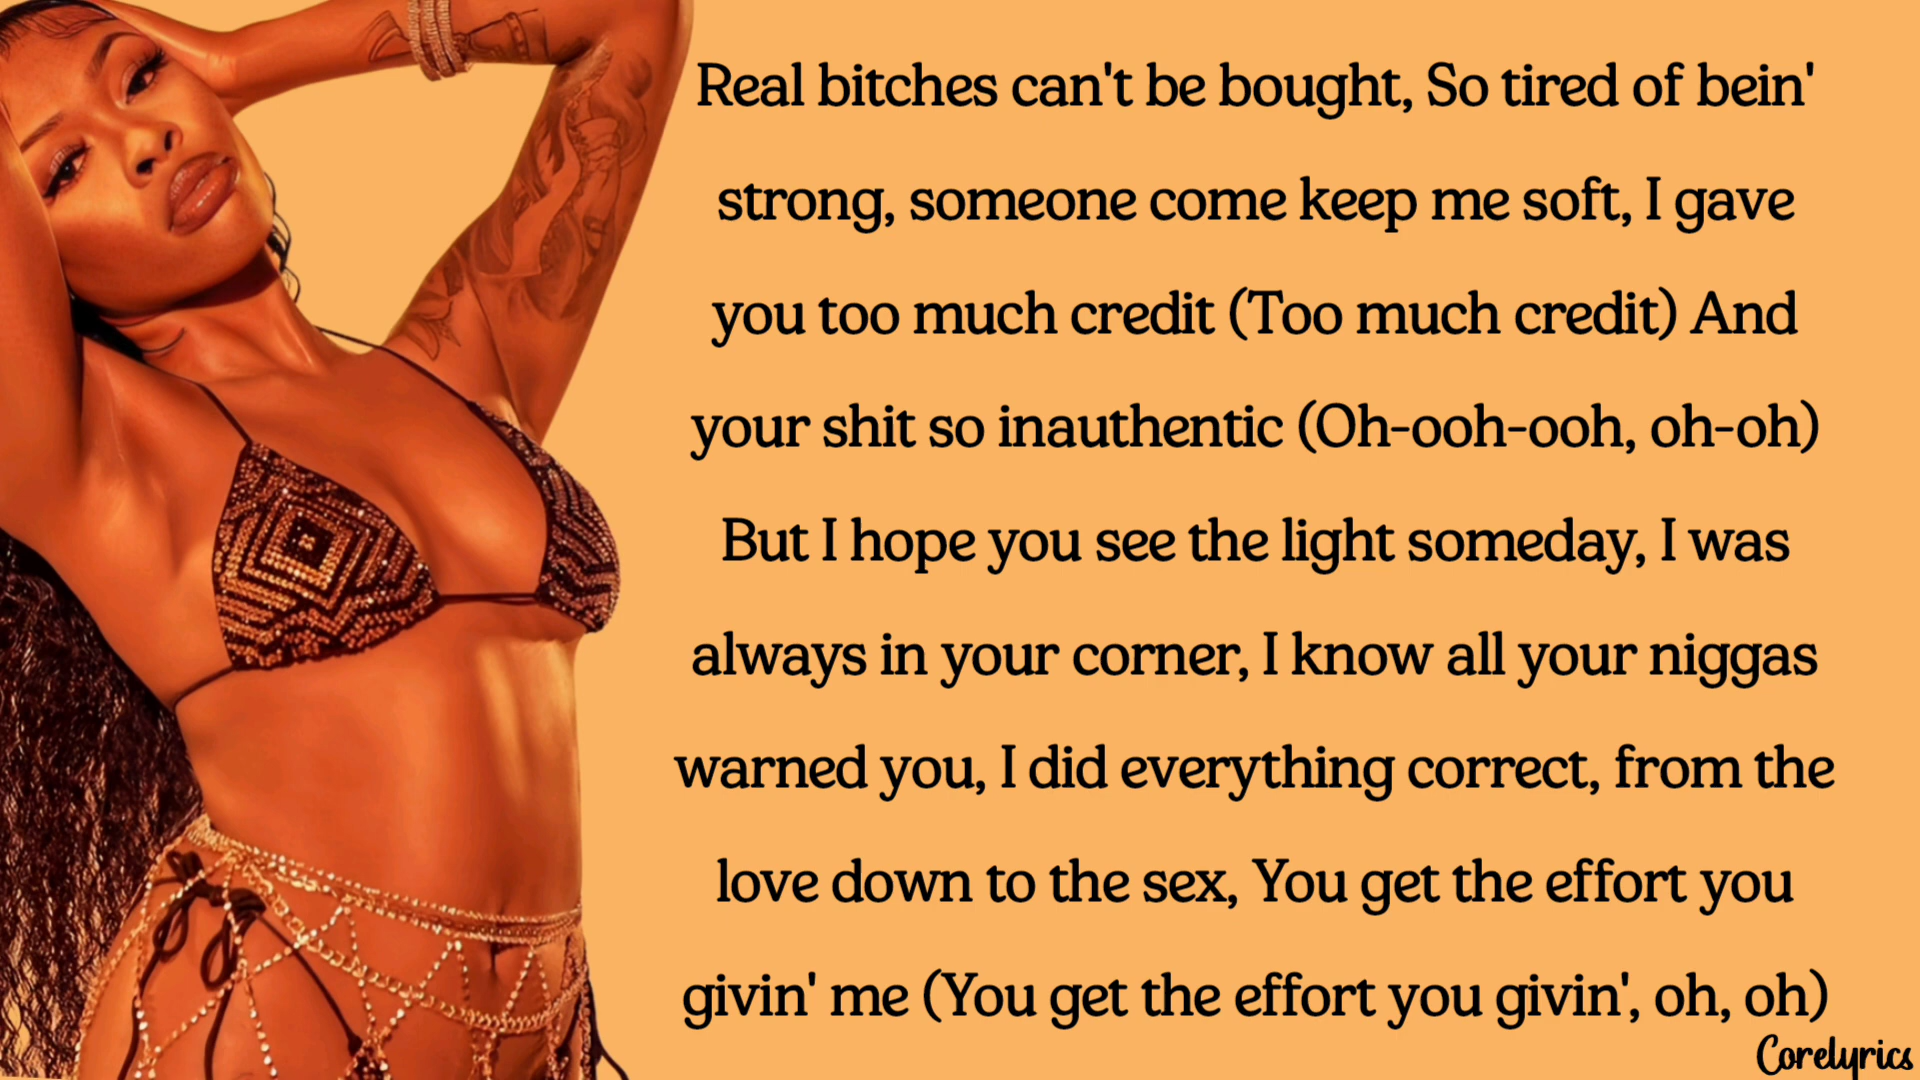 Real bitches can't be bought, So tired of bein'
strong, someone come keep me soft, I gave
you too much credit (Too much credit) And
your shit so inauthentic (Oh-ooh-ooh, oh-oh)
But I hope you see the light someday, I was
always in your corner, I know all your niggas
warned you, I did everything correct, from the
love down to the sex, You get the effort you
givin' me (You get the effort you givin', oh, oh)
Corelyrics